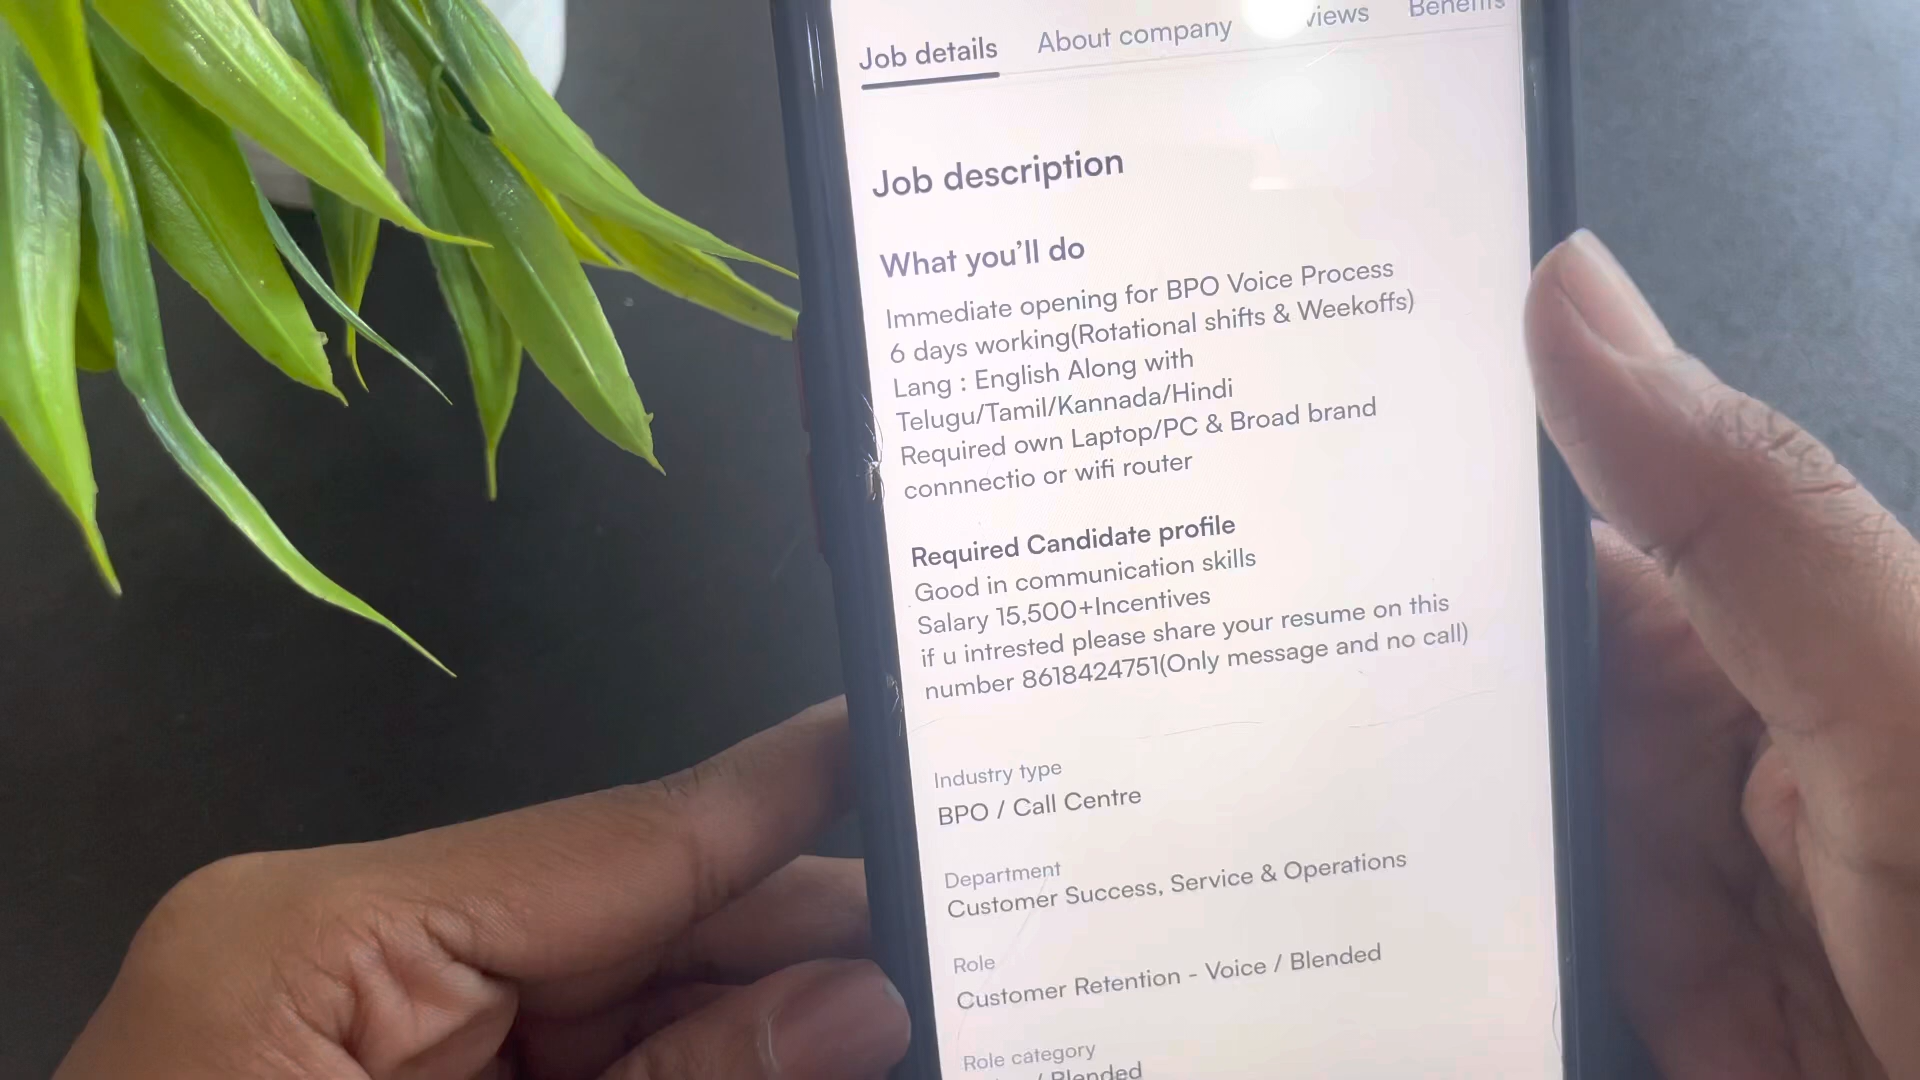 Job details About company views Benefits
Job description
What you'll do
Immediate opening for BPO Voice Process
6 days working(Rotational shifts & Weekoffs)
Lang : English Along with
Telugu/Tamil/Kannada/Hindi
Required own Laptop/PC & Broad brand
connnectio or wifi router
Required Candidate profile
Good in communication skills
Salary 15,500+Incentives
if u intrested please share your resume on this
number 8618424751(Only message and no call)
Industry type
BPO / Call Centre
Department
Customer Success, Service & Operations
Role
Customer Retention - Voice / Blended
Role category
/ Blended